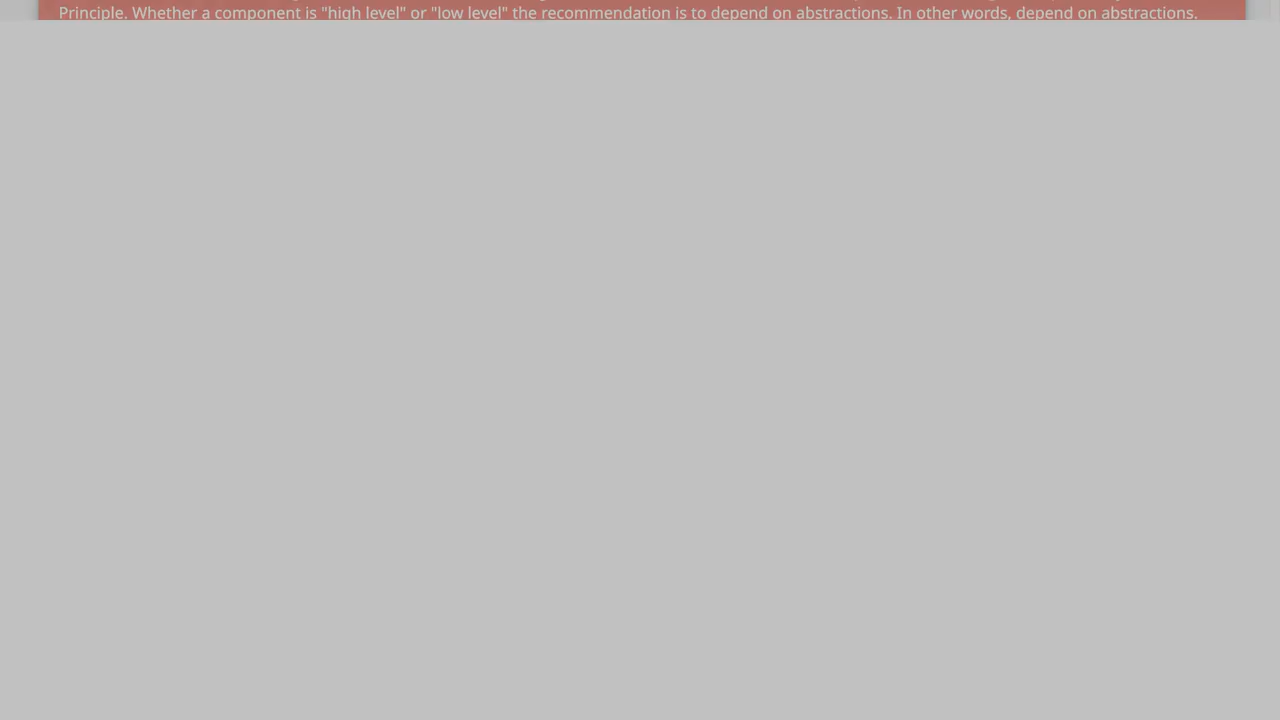 Principle. Whether a component is "high level" or "low level" the recommendation is to depend on abstractions. In other words, depend on abstractions.